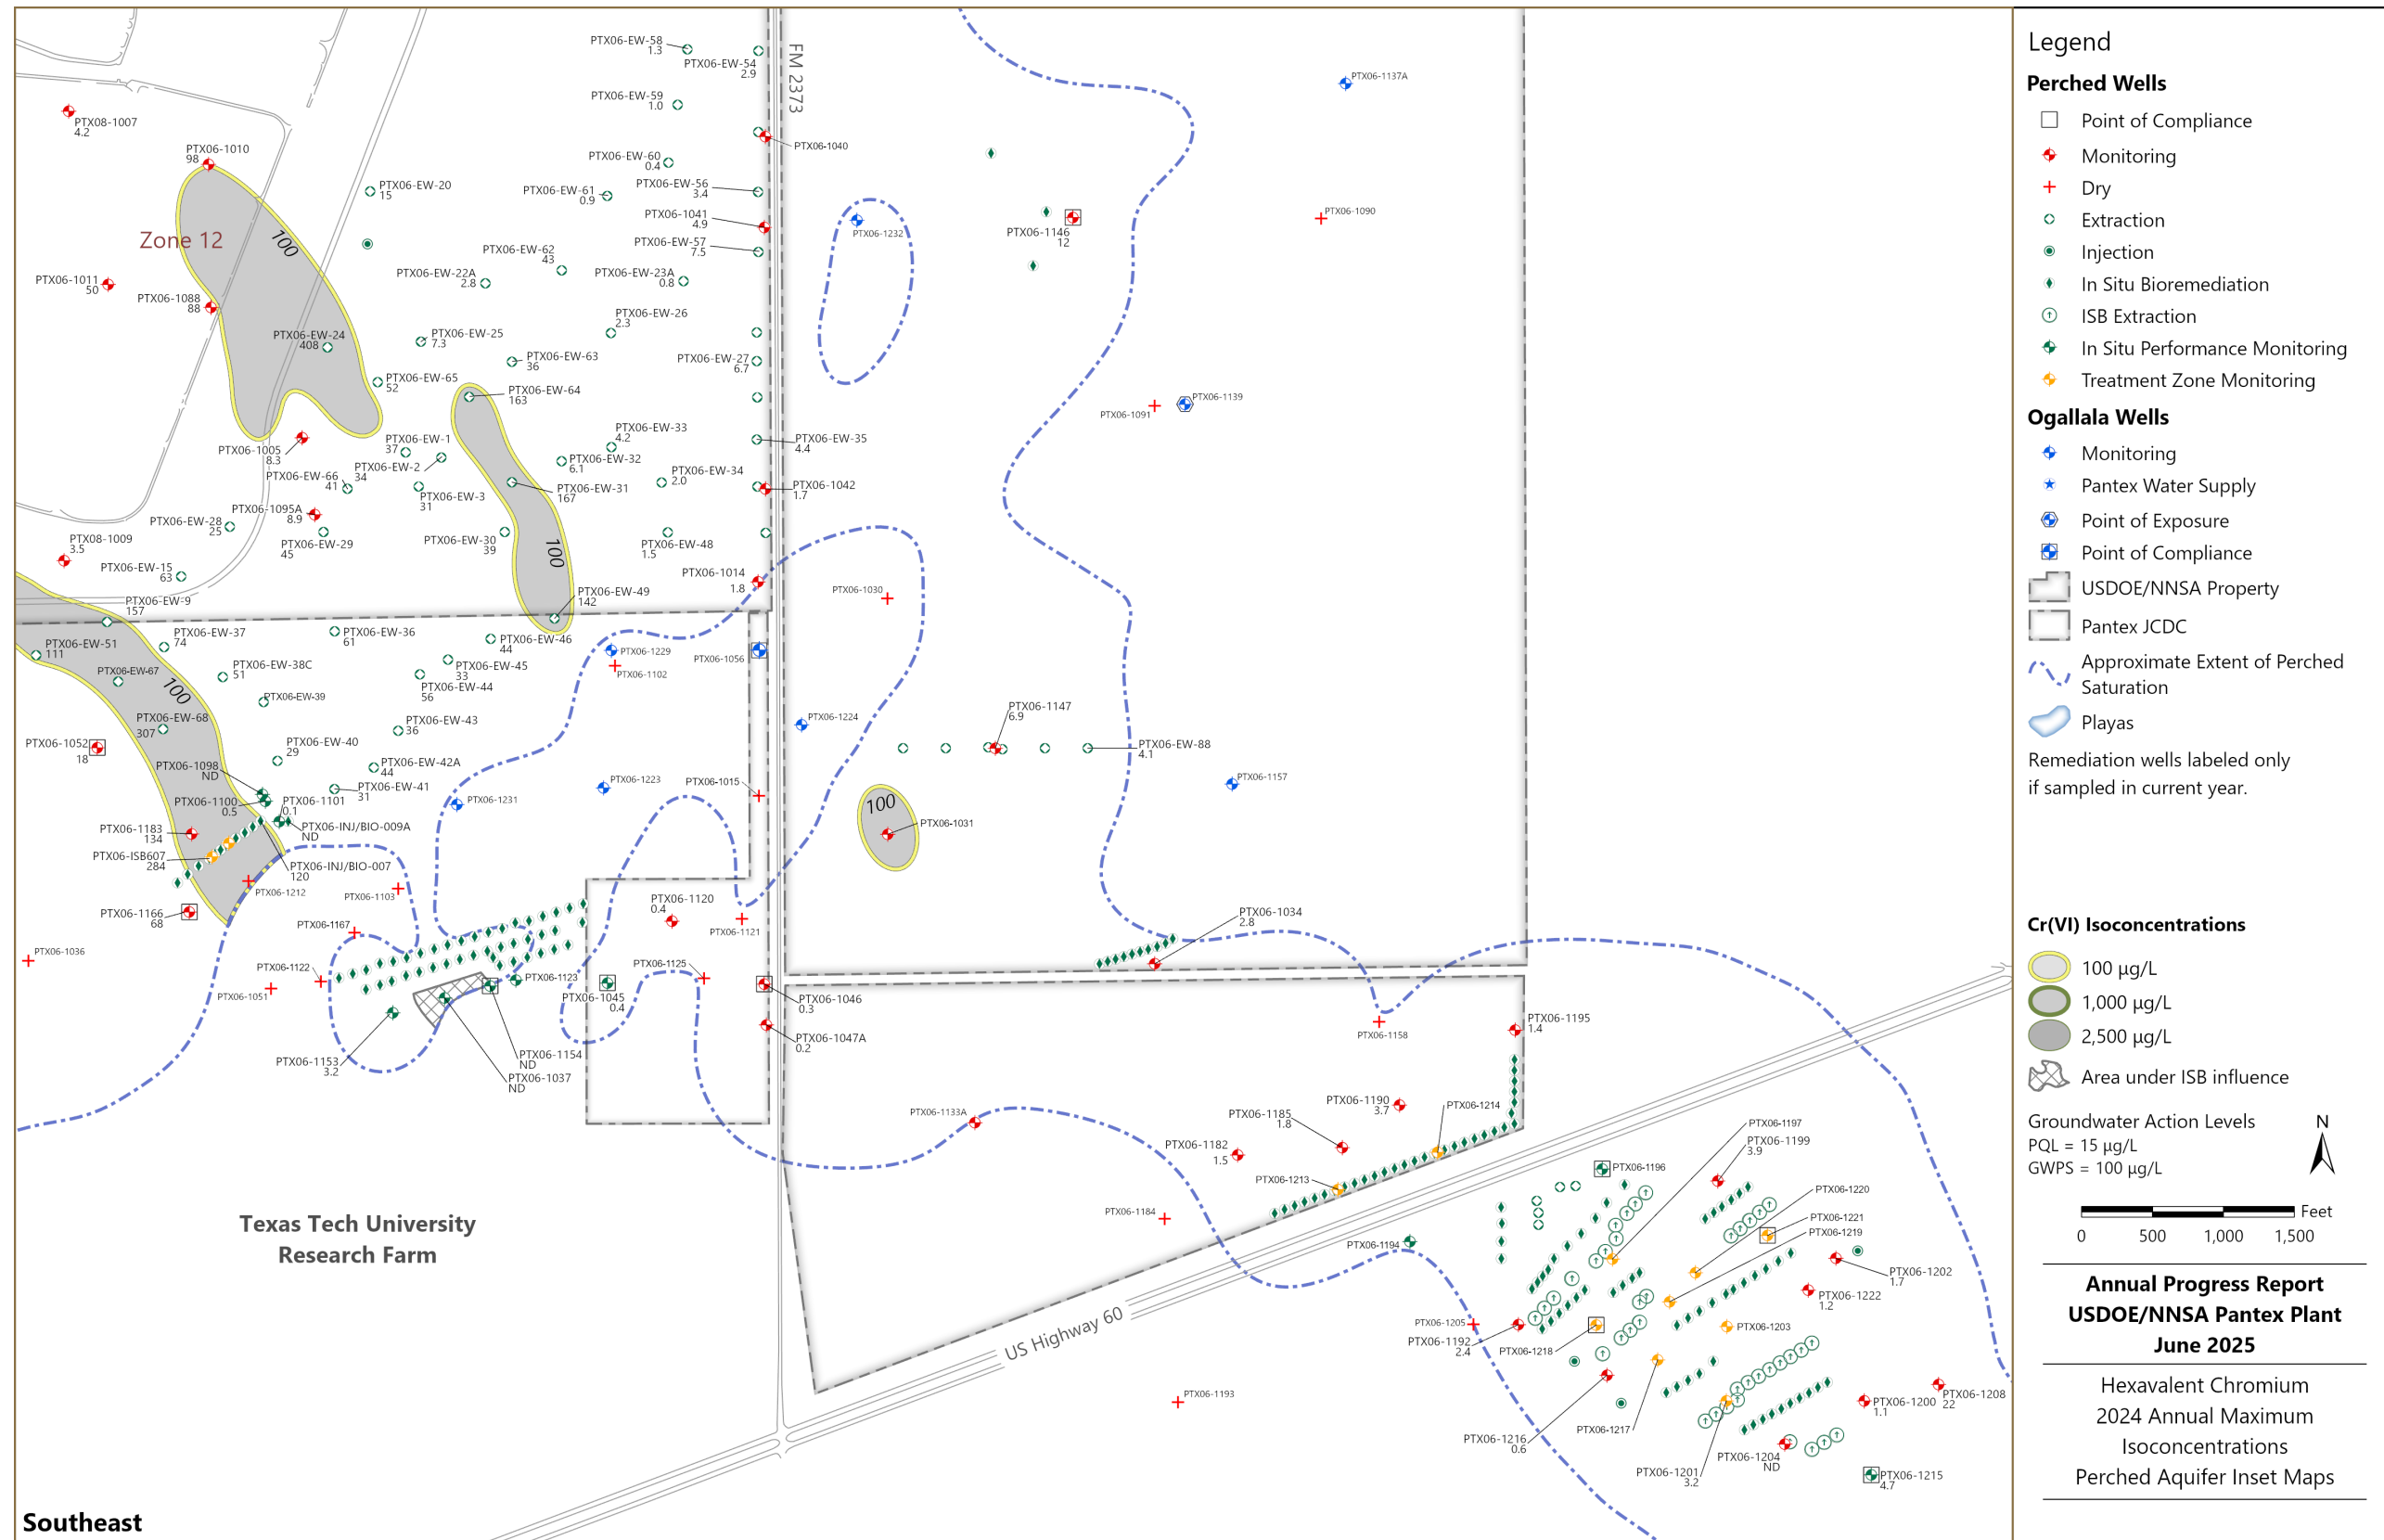 PTX06-EW-58
1.3
PTX06-EW-54
2.9
FM 2373
PTX06-1137A
PTX06-EW-59
1.0
PTX08-1007
4.2
PTX06-1010
98
PTX06-1040
PTX06-EW-60
0.4
PTX06-EW-20
15
PTX06-EW-61
0.9
PTX06-EW-56
3.4
PTX06-1041
4.9
PTX06-1232
PTX06-1146
12
PTX06-1090
Zone 12
100
PTX06-EW-57
7.5
PTX06-EW-62
43
PTX06-1011
50
PTX06-EW-22A
2.8
PTX06-EW-23A
0.8
PTX06-1088
88
PTX06-EW-26
2.3
PTX06-EW-24
408
PTX06-EW-25
7.3
PTX06-EW-63
36
PTX06-EW-27
6.7
PTX06-EW-65
52
PTX06-EW-64
163
PTX06-1091
PTX06-1139
PTX06-EW-33
4.2
PTX06-EW-35
4.4
PTX06-1005
8.3
PTX06-EW-1
37
PTX06-EW-2
34
PTX06-EW-32
6.1
PTX06-EW-34
2.0
PTX06-EW-66
41
PTX06-EW-3
31
PTX06-EW-31
167
PTX06-1042
1.7
PTX06-1095A
8.9
PTX06-EW-28
25
PTX06-EW-29
45
PTX06-EW-30
39
100
PTX06-EW-48
1.5
PTX08-1009
3.5
PTX06-EW-15
63
PTX06-1014
1.8
PTX06-EW-49
142
PTX06-1030
PTX06-EW-9
157
PTX06-EW-37
74
PTX06-EW-36
61
PTX06-EW-46
44
PTX06-EW-51
111
PTX06-1229
PTX06-1056
PTX06-1102
PTX06-EW-67
100
PTX06-EW-38C
51
PTX06-EW-45
33
PTX06-EW-44
56
PTX06-EW-39
PTX06-EW-68
307
PTX06-EW-43
36
PTX06-1224
PTX06-1147
6.9
PTX06-1052
18
PTX06-EW-40
29
PTX06-EW-88
4.1
PTX06-1098
ND
PTX06-EW-42A
44
PTX06-1223
PTX06-1015
PTX06-1157
PTX06-EW-41
31
PTX06-1100
0.5
PTX06-1101
0.1
PTX06-1231
100
PTX06-1031
PTX06-1183
134
PTX06-INJ/BIO-009A
ND
PTX06-ISB607
284
PTX06-INJ/BIO-007
120
PTX06-1212
PTX06-1103
PTX06-1120
0.4
PTX06-1166
68
PTX06-1121
PTX06-1034
2.8
PTX06-1167
PTX06-1036
PTX06-1122
PTX06-1051
PTX06-1123
PTX06-1125
PTX06-1045
0.4
PTX06-1046
0.3
PTX06-1047A
0.2
PTX06-1158
PTX06-1195
1.4
PTX06-1153
3.2
PTX06-1154
ND
PTX06-1037
ND
PTX06-1133A
PTX06-1190
3.7
PTX06-1185
1.8
PTX06-1214
PTX06-1182
1.5
PTX06-1197
PTX06-1199
3.9
PTX06-1213
PTX06-1196
PTX06-1220
PTX06-1184
PTX06-1221
PTX06-1219
PTX06-1194
PTX06-1202
1.7
PTX06-1222
1.2
PTX06-1205
PTX06-1192
2.4
PTX06-1203
PTX06-1218
PTX06-1193
PTX06-1208
22
PTX06-1200
1.1
PTX06-1217
PTX06-1216
0.6
PTX06-1204
ND
PTX06-1201
3.2
PTX06-1215
4.7
US Highway 60
Texas Tech University
Research Farm
Southeast
Legend
Perched Wells
Point of Compliance
Monitoring
Dry
Extraction
Injection
In Situ Bioremediation
ISB Extraction
In Situ Performance Monitoring
Treatment Zone Monitoring
Ogallala Wells
Monitoring
Pantex Water Supply
Point of Exposure
Point of Compliance
USDOE/NNSA Property
Pantex JCDC
Approximate Extent of Perched
Saturation
Playas
Remediation wells labeled only
if sampled in current year.
Cr(VI) Isoconcentrations
100 µg/L
1,000 µg/L
2,500 µg/L
Area under ISB influence
Groundwater Action Levels
PQL = 15 µg/L
GWPS = 100 µg/L
N
Feet
0 500 1,000 1,500
Annual Progress Report
USDOE/NNSA Pantex Plant
June 2025
Hexavalent Chromium
2024 Annual Maximum
Isoconcentrations
Perched Aquifer Inset Maps